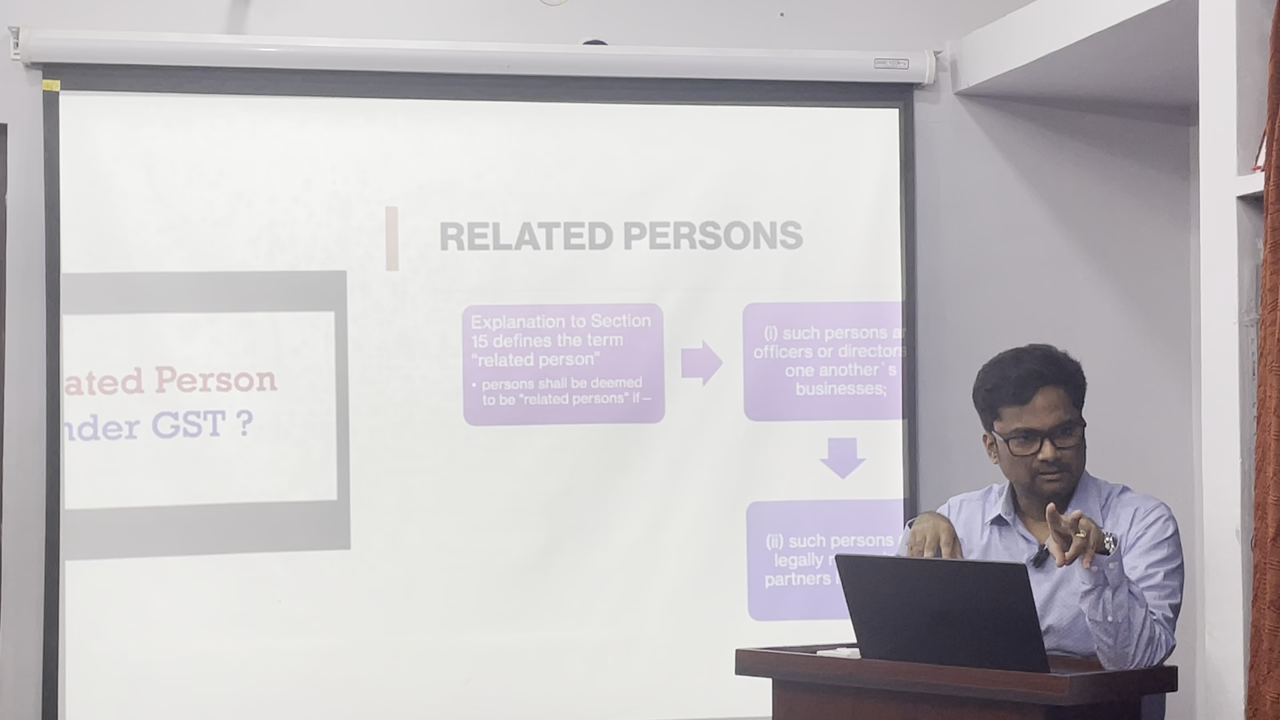 RELATED PERSONS
ated Person
nder GST ?
Explanation to Section
15 defines the term
"related person"
• persons shall be deemed
to be "related persons" if—
(i) such persons
officers or director
one another`s
businesses;
(ii) such persons
legally
partners